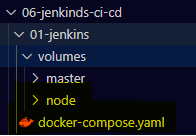 06-jenkinds-ci-cd
01-jenkins
volumes
master
node
docker-compose.yaml